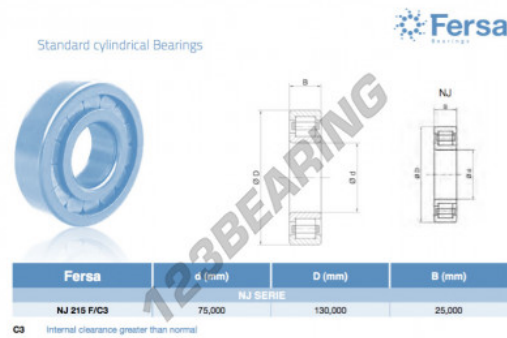 Fersa
Bearings
Standard cylindrical Bearings
B
NJ
B
Ø D
Ø d
Ø D
Ø d
123BEARING
Fersa d (mm) D (mm) B (mm)
NJ SERIE
NJ 215 F/C3 75,000 130,000 25,000
C3 Internal clearance greater than normal